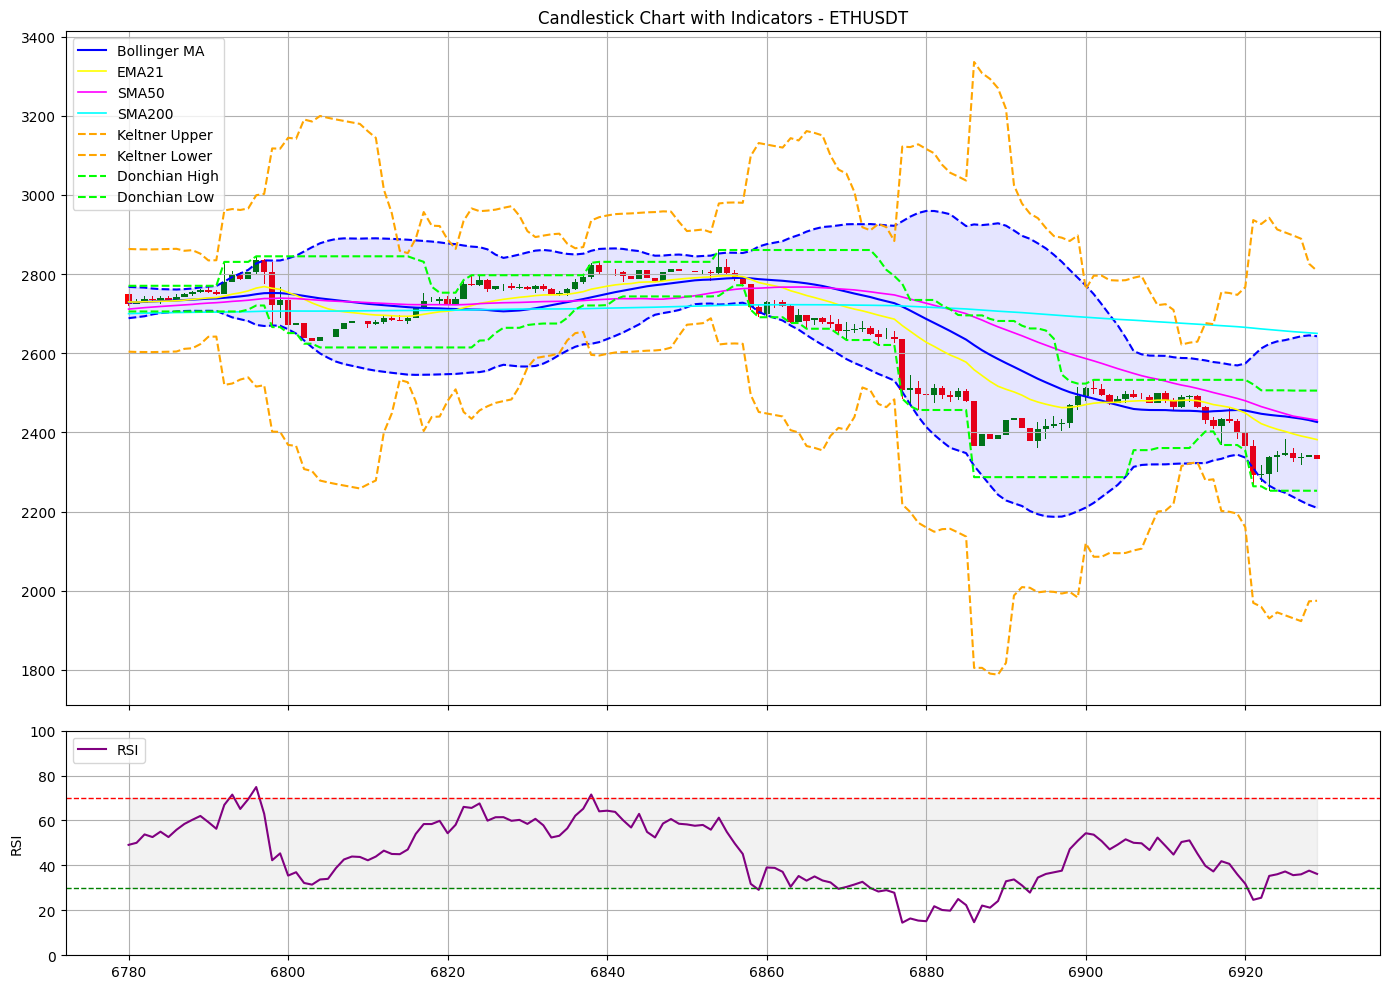 Candlestick Chart with Indicators - ETHUSDT
3400
3200
3000
2800
2600
2400
2200
2000
1800
Bollinger MA
EMA21
SMA50
SMA200
Keltner Upper
Keltner Lower
Donchian High
Donchian Low
100
80
60
40
20
0
RSI
RSI
6780 6800 6820 6840 6860 6880 6900 6920